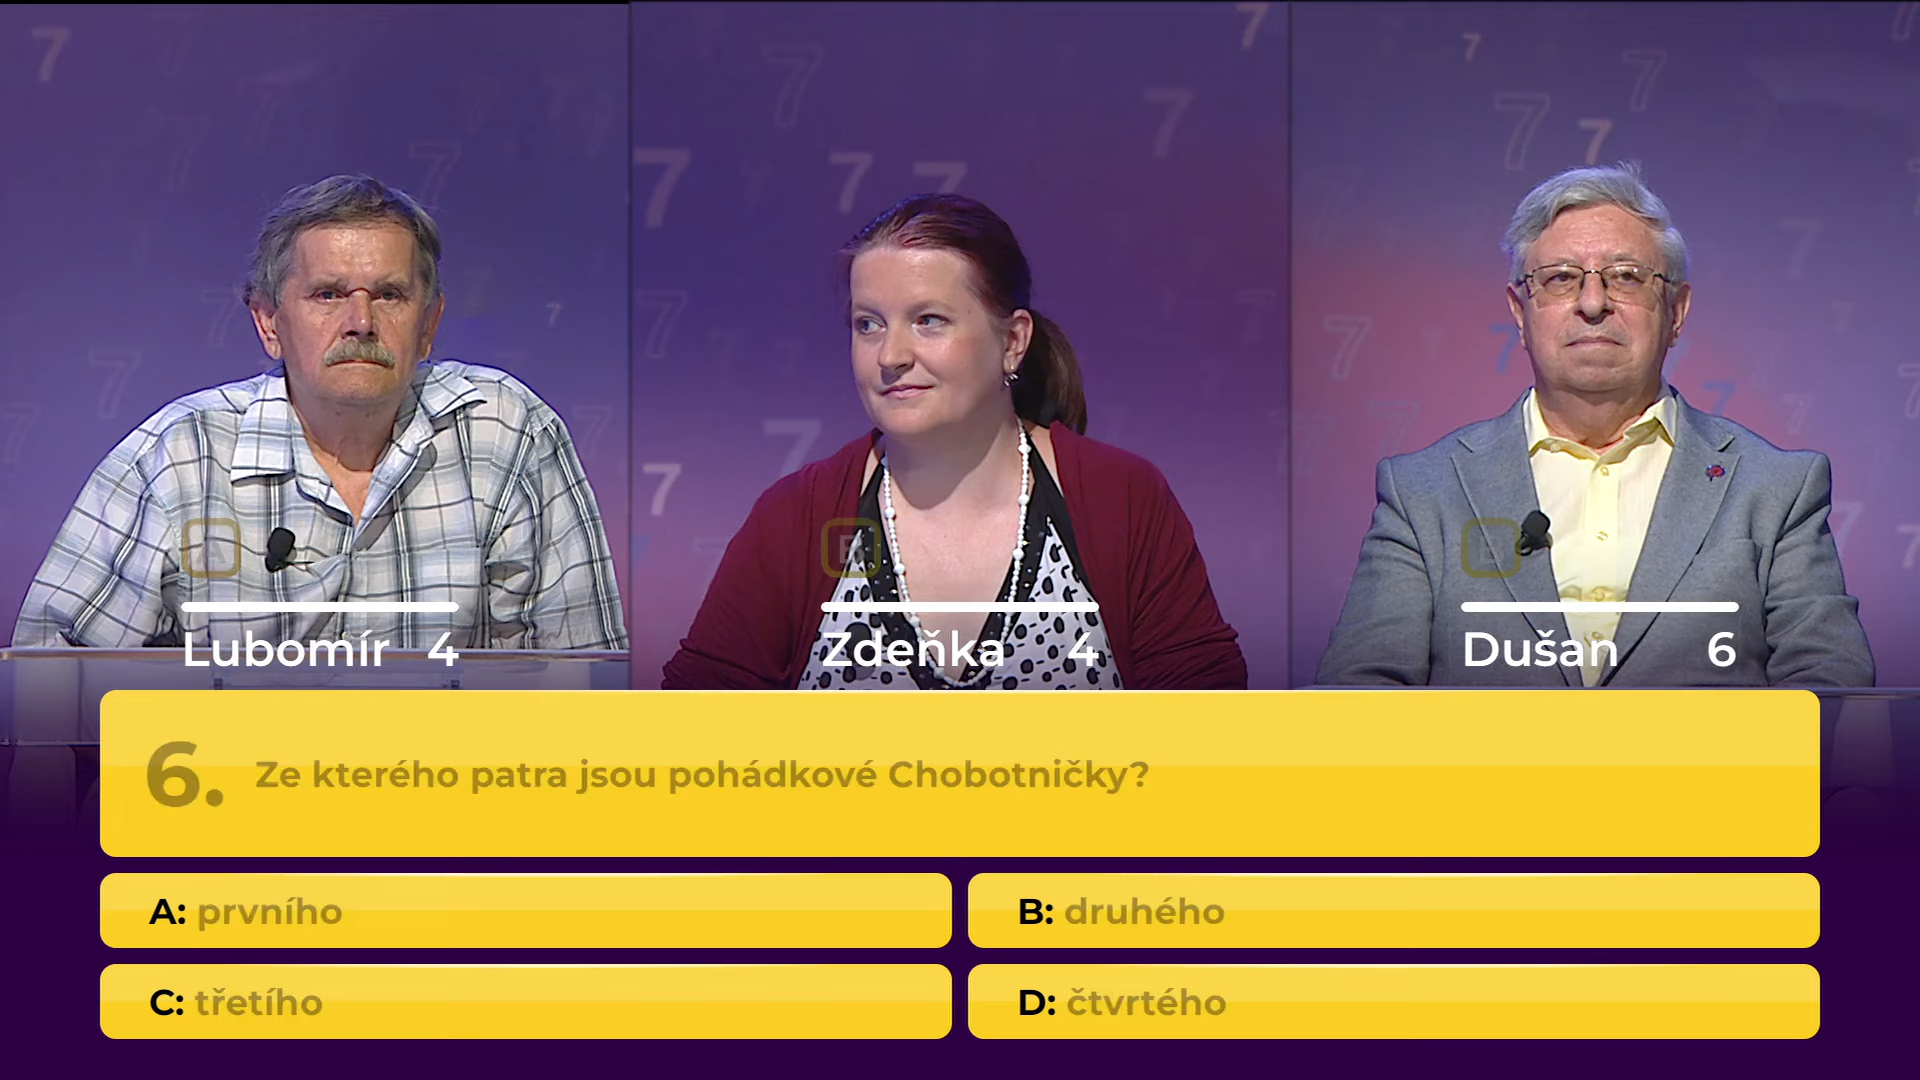 Lubomír 4
Zdeňka 4
Dušan 6
6. Ze kterého patra jsou pohádkové Chobotničky?
A: prvního
B: druhého
C: třetího
D: čtvrtého